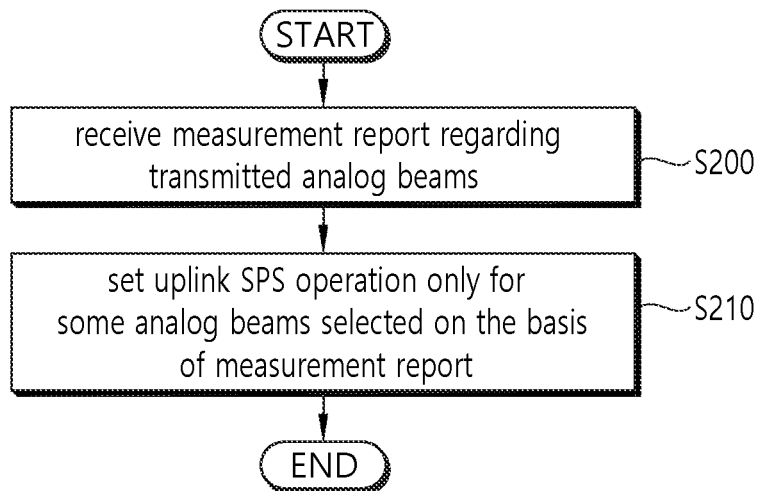 START
receive measurement report regarding
transmitted analog beams
S200
set uplink SPS operation only for
some analog beams selected on the basis
of measurement report
S210
END